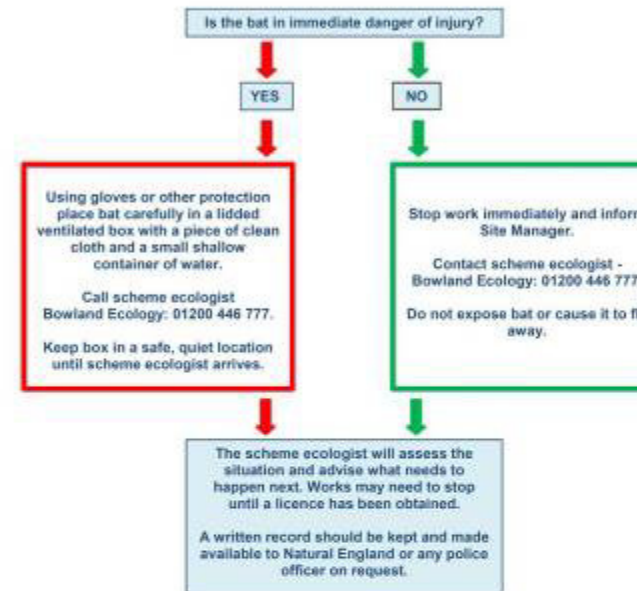 Is the bat in immediate danger of injury?
YES
NO
Using gloves or other protection
place bat carefully in a lidded
ventilated box with a piece of clean
cloth and a small shallow
container of water.
Call scheme ecologist
Bowland Ecology: 01200 446 777.
Keep box in a safe, quiet location
until scheme ecologist arrives.
Stop work immediately and inform
Site Manager.
Contact scheme ecologist -
Bowland Ecology: 01200 446 777
Do not expose bat or cause it to
away.
The scheme ecologist will assess the
situation and advise what needs to
happen next. Works may need to stop
until a licence has been obtained.
A written record should be kept and made
available to Natural England or any police
officer on request.